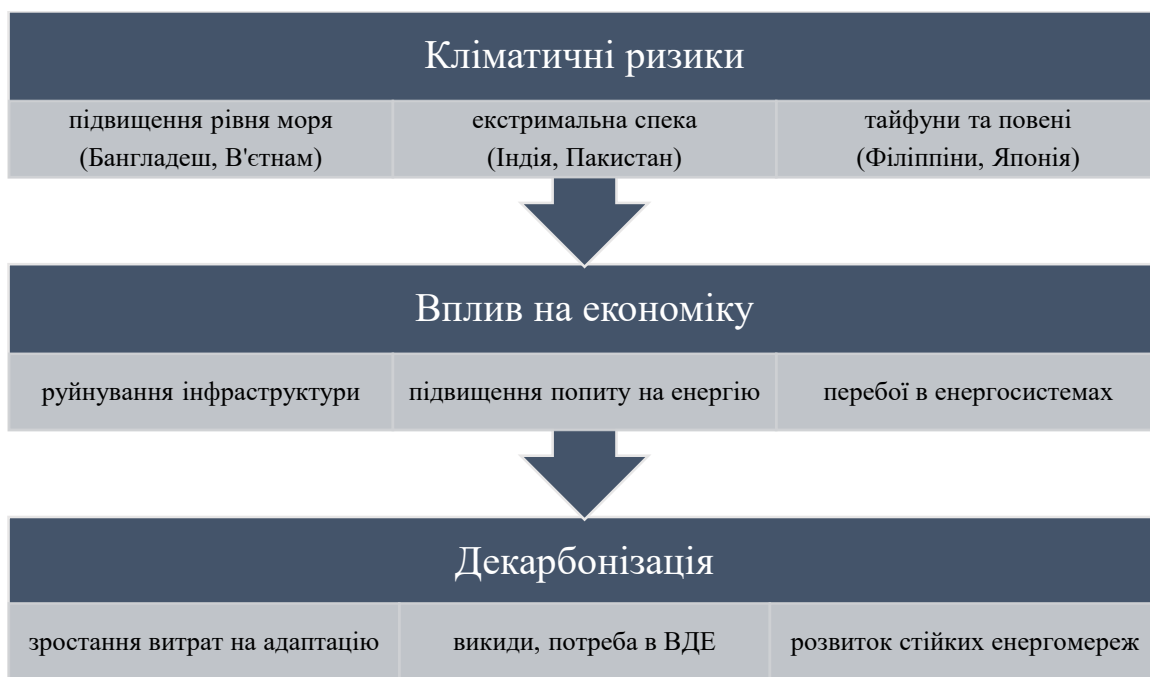 Кліматичні ризики
підвищення рівня моря
(Бангладеш, В'єтнам)
екстримальна спека
(Індія, Пакистан)
тайфуни та повені
(Філіппіни, Японія)
Вплив на економіку
руйнування інфраструктури
підвищення попиту на енергію
перебої в енергосистемах
Декарбонізація
зростання витрат на адаптацію
викиди, потреба в ВДЕ
розвиток стійких енергомереж